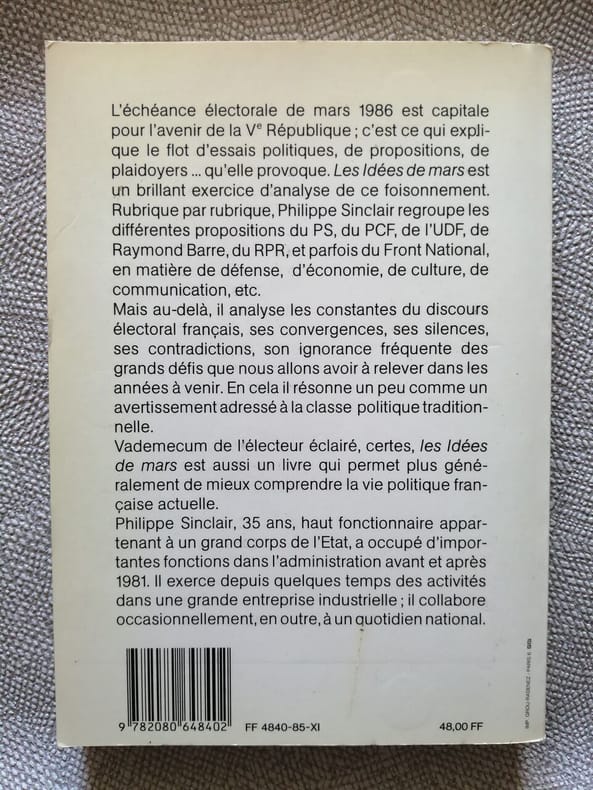 L'échéance électorale de mars 1986 est capitale
pour l'avenir de la Ve République ; c'est ce qui expli-
que le flot d'essais politiques, de propositions, de
plaidoyers ... qu'elle provoque. Les Idées de mars est
un brillant exercice d'analyse de ce foisonnement.
Rubrique par rubrique, Philippe Sinclair regroupe les
différentes propositions du PS, du PCF, de l'UDF, de
Raymond Barre, du RPR, et parfois du Front National,
en matière de défense, d'économie, de culture, de
communication, etc.
Mais au-delà, il analyse les constantes du discours
électoral français, ses convergences, ses silences,
ses contradictions, son ignorance fréquente des
grands défis que nous allons avoir à relever dans les
années à venir. En cela il résonne un peu comme un
avertissement adressé à la classe politique tradition-
nelle.
Vademecum de l'électeur éclairé, certes, les Idées
de mars est aussi un livre qui permet plus géné-
ralement de mieux comprendre la vie politique fran-
çaise actuelle.
Philippe Sinclair, 35 ans, haut fonctionnaire appar-
tenant à un grand corps de l'Etat, a occupé d'impor-
tantes fonctions dans l'administration avant et après
1981. Il exerce depuis quelques temps des activités
dans une grande entreprise industrielle ; il collabore
occasionnellement, en outre, à un quotidien national.
9 782080 648402
FF 4840-85-XI
48,00 FF
IMP. GROU-RADENEZ - PARIS 6